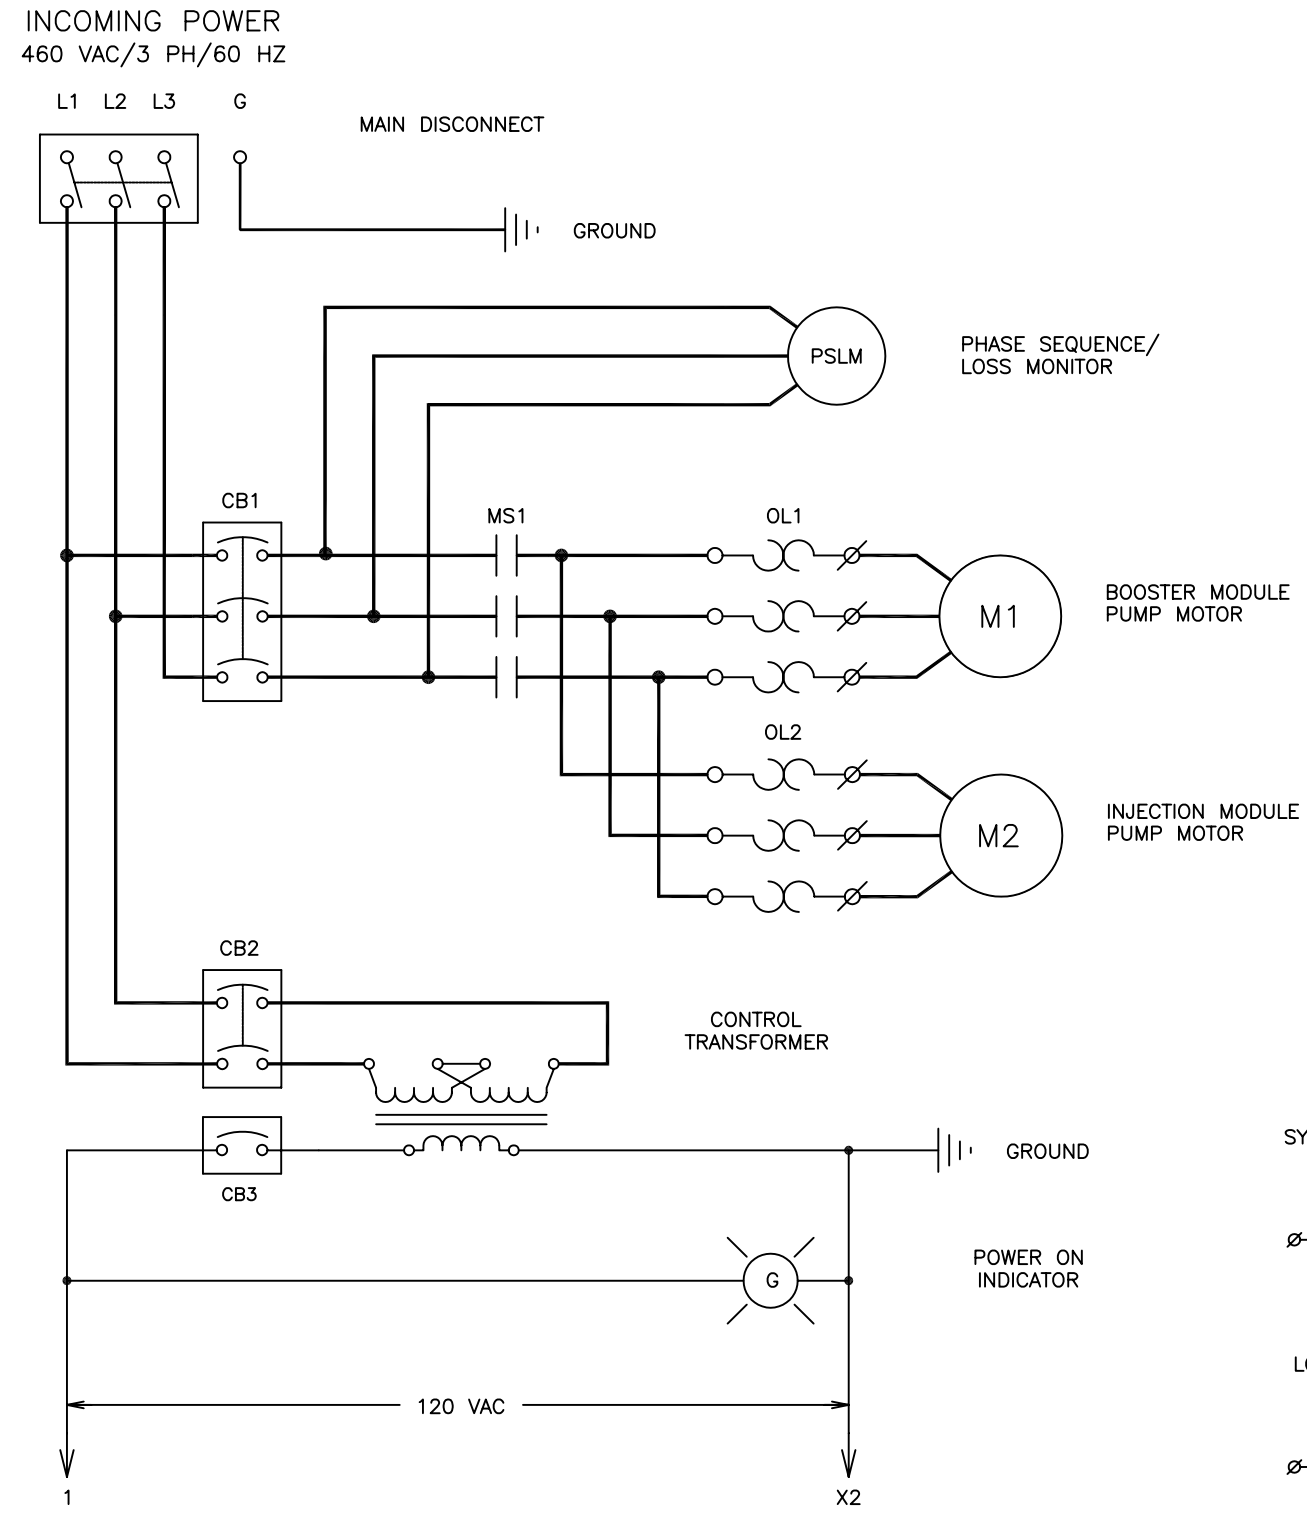 INCOMING POWER
460 VAC/3 PH/60 HZ
L1 L2 L3 G
MAIN DISCONNECT
GROUND
PSLM
PHASE SEQUENCE/
LOSS MONITOR
CB1
MS1
OL1
M1
BOOSTER MODULE
PUMP MOTOR
OL2
M2
INJECTION MODULE
PUMP MOTOR
CB2
CONTROL
TRANSFORMER
GROUND
CB3
G
POWER ON
INDICATOR
120 VAC
1
X2